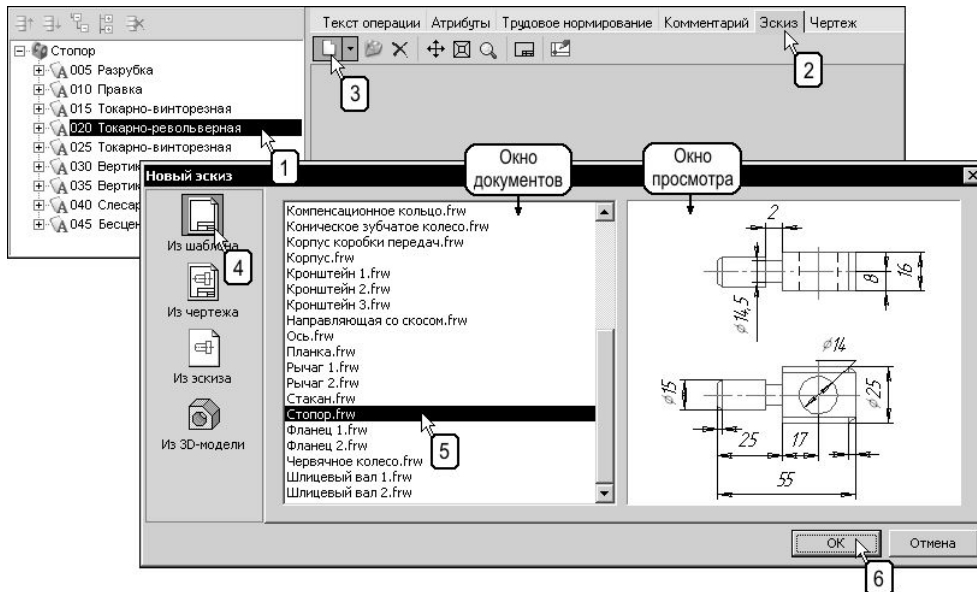 Текст операции Атрибуты Трудовое нормирование Комментарий Эскиз Чертеж
2
3
Стопор
005 Разрубка
010 Правка
015 Токарно-винторезная
020 Токарно-револьверная
025 Токарно-винторезная
030 Вертик
035 Вертик
040 Слесар
045 Бесцен
1
Новый эскиз
Окно
документов
Окно
просмотра
Из шаблона
4
Из чертежа
Из эскиза
Из 3D-модели
Компенсационное кольцо.frw
Коническое зубчатое колесо.frw
Корпус коробки передач.frw
Корпус.frw
Кронштейн 1.frw
Кронштейн 2.frw
Кронштейн 3.frw
Направляющая со скосом.frw
Ось.frw
Планка.frw
Рычаг 1.frw
Рычаг 2.frw
Стакан.frw
Стопор.frw
Фланец 1.frw
Фланец 2.frw
Червячное колесо.frw
Шлицевый вал 1.frw
Шлицевый вал 2.frw
5
2
8
16
⌀14,5
⌀14
⌀15
⌀25
25
17
55
OK
Отмена
6